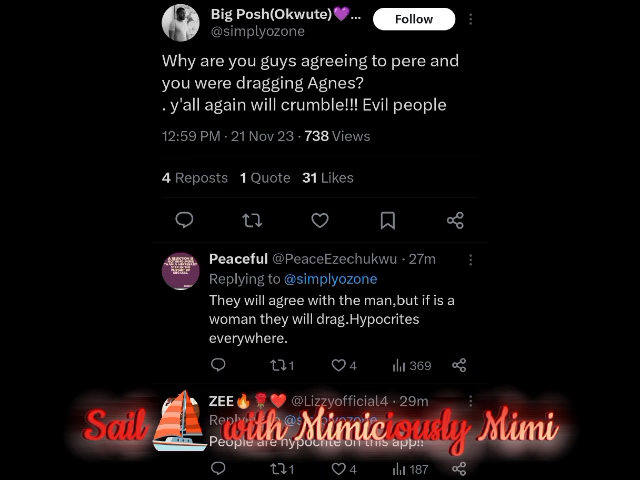 Big Posh(Okwute)💜...
Follow
@simplyozone
Why are you guys agreeing to pere and
you were dragging Agnes?
. y'all again will crumble!!! Evil people
12:59 PM · 21 Nov 23 · 738 Views
4 Reposts 1 Quote 31 Likes
Peaceful @PeaceEzechukwu · 27m
Replying to @simplyozone
They will agree with the man,but if is a
woman they will drag.Hypocrites
everywhere.
1 4 369
ZEE🔥🌹❤️ @Lizzyofficial4 · 29m
Sail with Mimiciously Mimi
People are hypocrite on this app!!
1 4 187